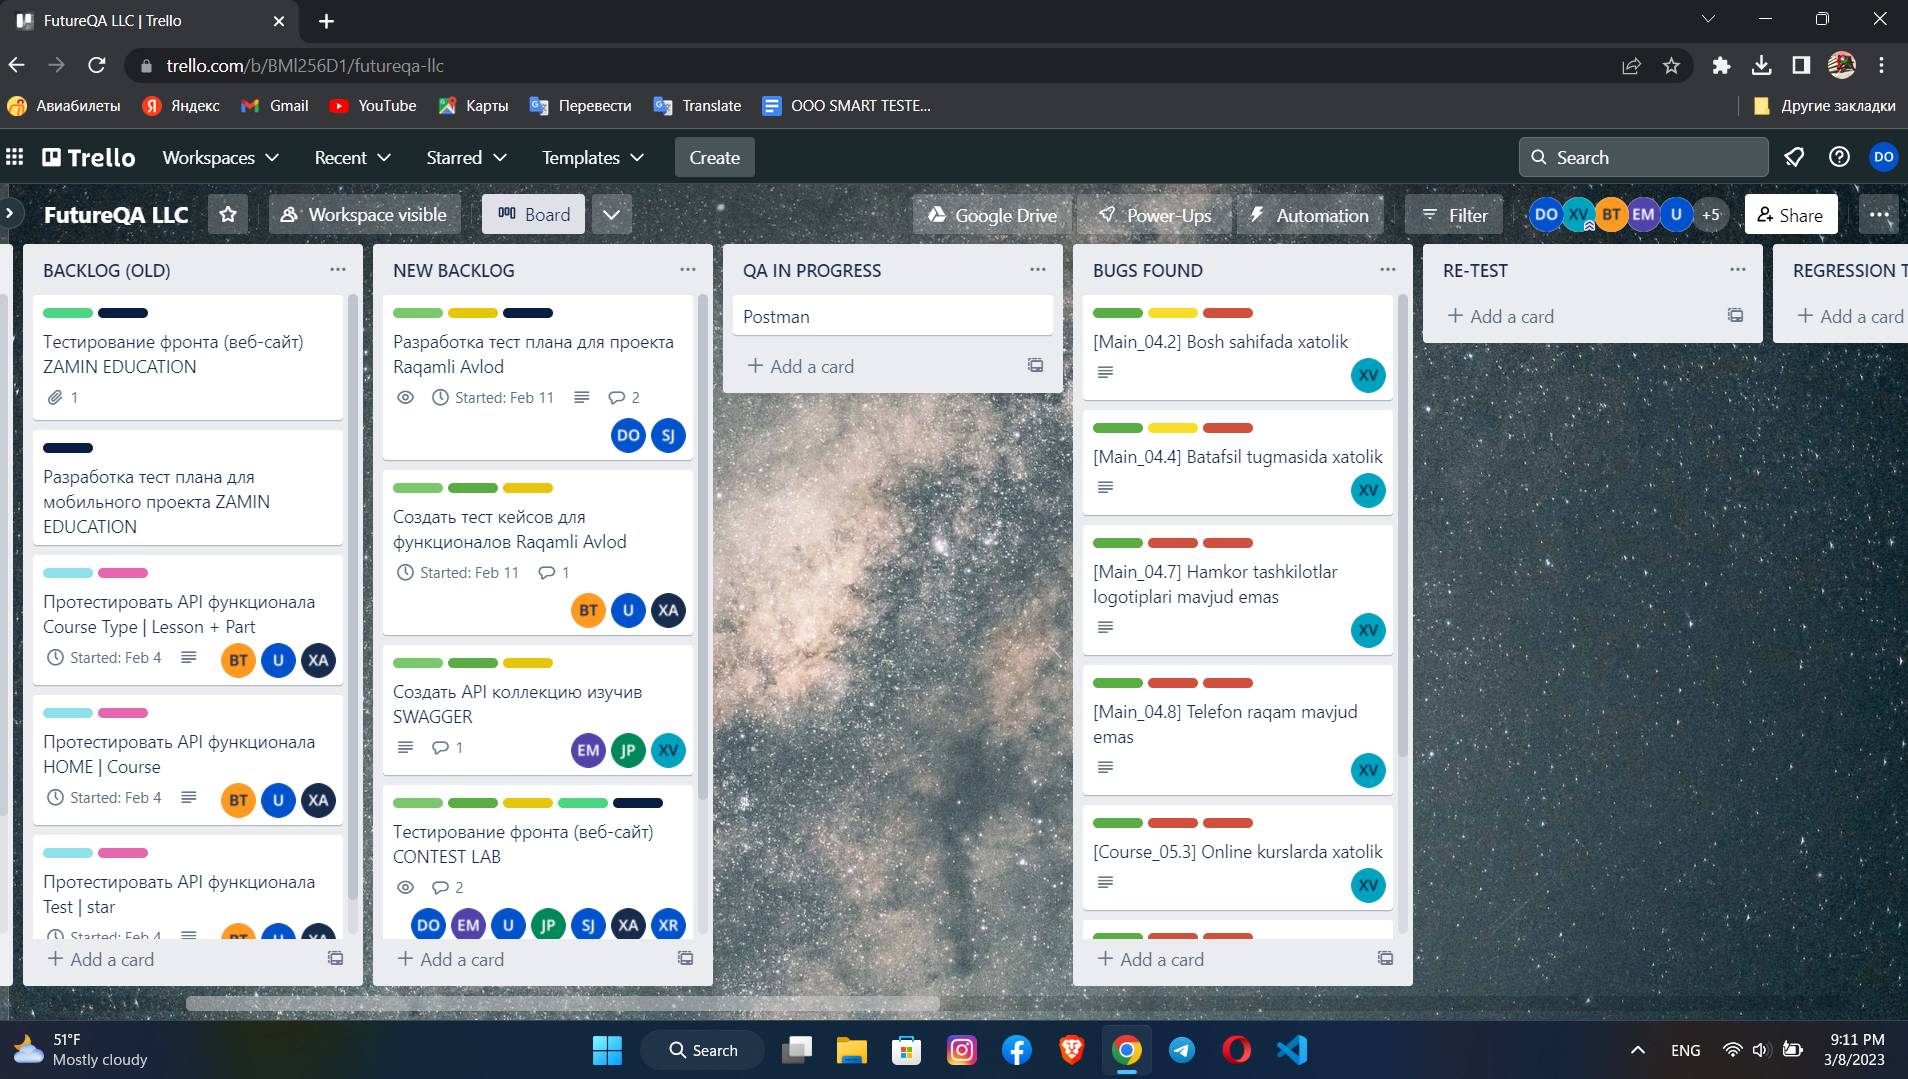 FutureQA LLC | Trello
trello.com/b/BMl256D1/futureqa-llc
Авиабилеты
Яндекс
Gmail
YouTube
Карты
Перевести
Translate
ООО SMART TESTE...
Другие закладки
Trello
Workspaces
Recent
Starred
Templates
Create
Search
DO
FutureQA LLC
Workspace visible
Board
Google Drive
Power-Ups
Automation
Filter
DO
XV
BT
EM
U
+5
Share
BACKLOG (OLD)
Тестирование фронта (веб-сайт)
ZAMIN EDUCATION
1
Разработка тест плана для
мобильного проекта ZAMIN
EDUCATION
Протестировать API функционала
Course Type | Lesson + Part
Started: Feb 4
BT
U
XA
Протестировать API функционала
HOME | Course
Started: Feb 4
BT
U
XA
Протестировать API функционала
Test | star
Started: Feb 4
BT
U
XA
Add a card
NEW BACKLOG
Разработка тест плана для проекта
Raqamli Avlod
Started: Feb 11
2
DO
SJ
Создать тест кейсов для
функционалов Raqamli Avlod
Started: Feb 11
1
BT
U
XA
Создать API коллекцию изучив
SWAGGER
1
EM
JP
XV
Тестирование фронта (веб-сайт)
CONTEST LAB
2
DO
EM
U
JP
SJ
XA
XR
Add a card
QA IN PROGRESS
Postman
Add a card
BUGS FOUND
[Main_04.2] Bosh sahifada xatolik
XV
[Main_04.4] Batafsil tugmasida xatolik
XV
[Main_04.7] Hamkor tashkilotlar
logotiplari mavjud emas
XV
[Main_04.8] Telefon raqam mavjud
emas
XV
[Course_05.3] Online kurslarda xatolik
XV
Add a card
RE-TEST
Add a card
REGRESSION T
Add a card
51°F
Mostly cloudy
Search
ENG
9:11 PM
3/8/2023